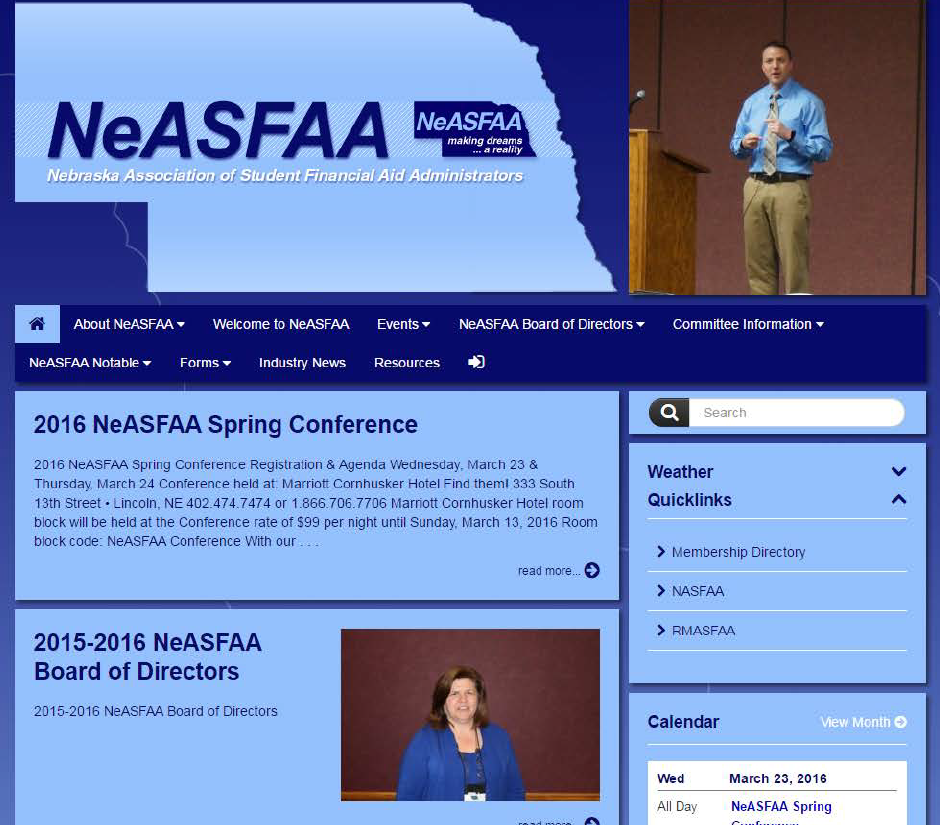 NeASFAA
NeASFAA
making dreams
... a reality
Nebraska Association of Student Financial Aid Administrators
About NeASFAA
Welcome to NeASFAA
Events
NeASFAA Board of Directors
Committee Information
NeASFAA Notable
Forms
Industry News
Resources
2016 NeASFAA Spring Conference
2016 NeASFAA Spring Conference Registration & Agenda Wednesday, March 23 &
Thursday, March 24 Conference held at: Marriott Cornhusker Hotel Find them! 333 South
13th Street • Lincoln, NE 402.474.7474 or 1.866.706.7706 Marriott Cornhusker Hotel room
block will be held at the Conference rate of $99 per night until Sunday, March 13, 2016 Room
block code: NeASFAA Conference With our . . .
read more...
2015-2016 NeASFAA
Board of Directors
2015-2016 NeASFAA Board of Directors
read more...
Search
Weather
Quicklinks
Membership Directory
NASFAA
RMASFAA
Calendar
View Month
Wed March 23, 2016
All Day NeASFAA Spring
Conference